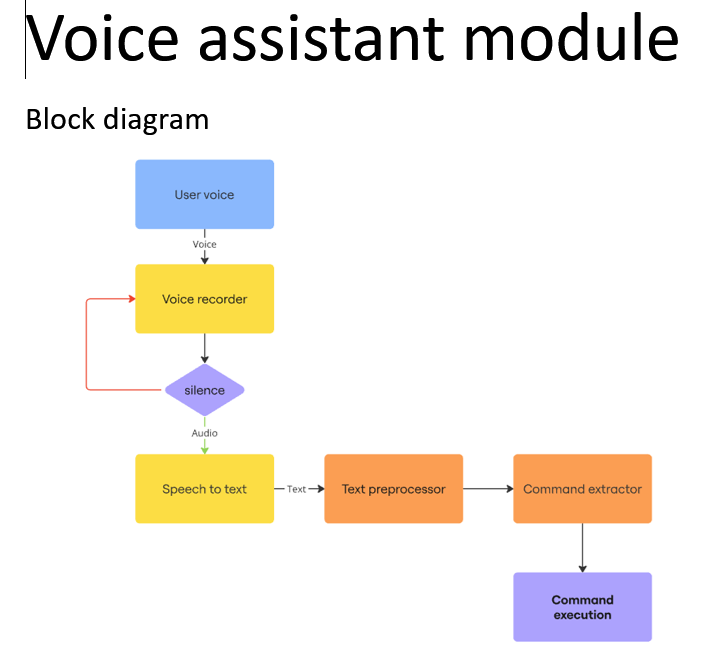 Voice assistant module
Block diagram
User voice
Voice
Voice recorder
silence
Audio
Speech to text
Text
Text preprocessor
Command extractor
Command
execution